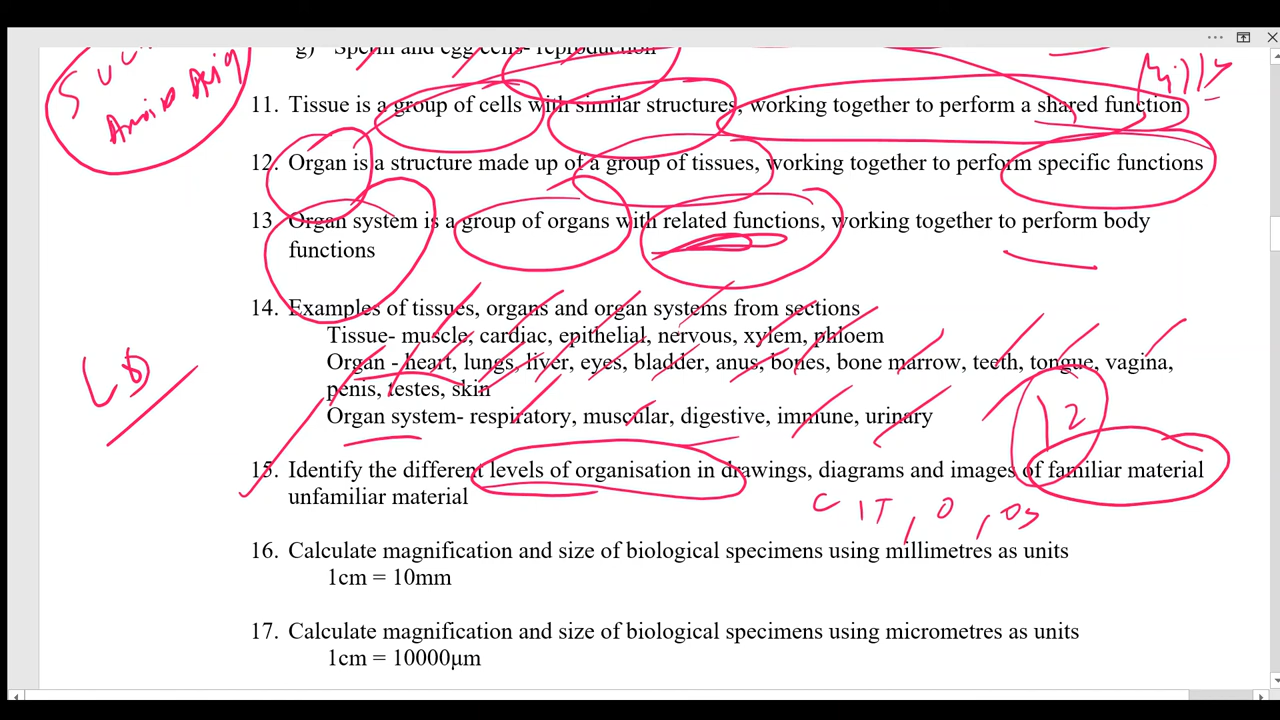 g) Sperm and egg cells- reproduction
Amino Acid
Villi
11. Tissue is a group of cells with similar structures, working together to perform a shared function
12. Organ is a structure made up of a group of tissues, working together to perform specific functions
13 Organ system is a group of organs with related functions, working together to perform body
functions
14. Examples of tissues, organs and organ systems from sections
Tissue- muscle, cardiac, epithelial, nervous, xylem, phloem
Organ - heart, lungs, liver, eyes, bladder, anus, bones, bone marrow, teeth, tongue, vagina,
penis, testes, skin
Organ system- respiratory, muscular, digestive, immune, urinary
12
15. Identify the different levels of organisation in drawings, diagrams and images of familiar material
unfamiliar material
C, T, O, OS
16. Calculate magnification and size of biological specimens using millimetres as units
1cm = 10mm
17. Calculate magnification and size of biological specimens using micrometres as units
1cm = 10000µm